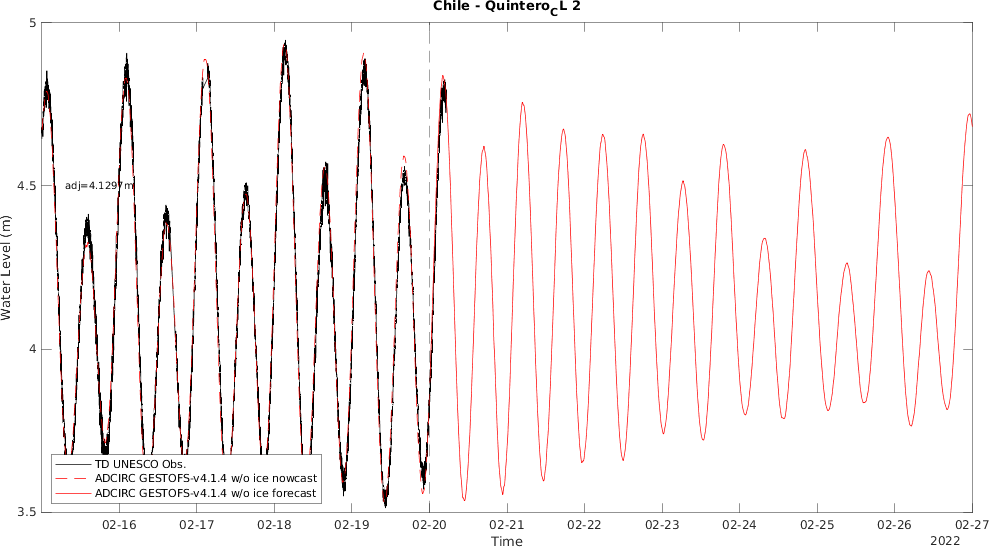 Chile - QuinteroCL 2
5
4.5
4
3.5
Water Level (m)
adj=4.1297m
TD UNESCO Obs.
ADCIRC GESTOFS-v4.1.4 w/o ice nowcast
ADCIRC GESTOFS-v4.1.4 w/o ice forecast
02-16 02-17 02-18 02-19 02-20 02-21 02-22 02-23 02-24 02-25 02-26 02-27
Time
2022